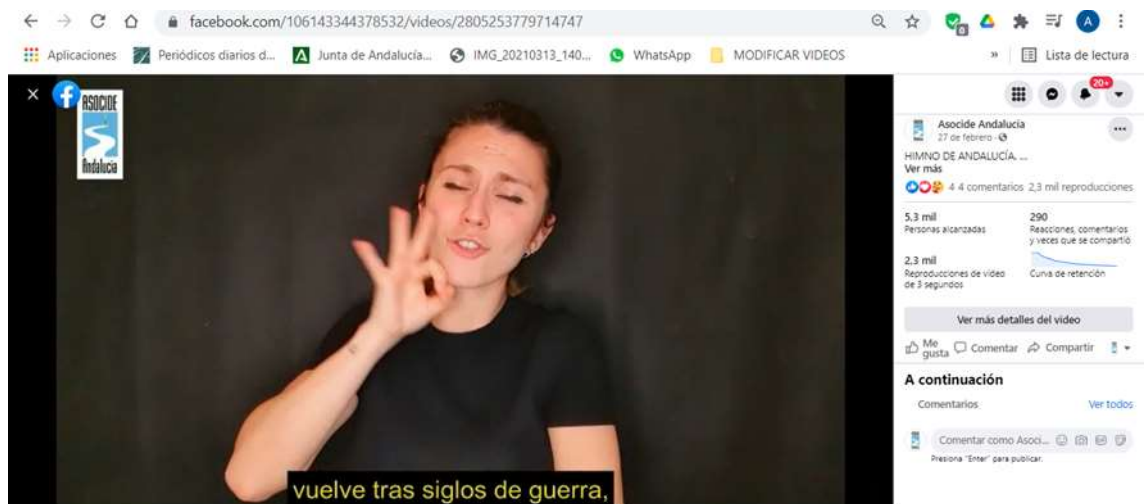 facebook.com/106143344378532/videos/2805253779714747
0
A
Aplicaciones
Periódicos diarios d...
Junta de Andalucía...
IMG_20210313_140...
WhatsApp
MODIFICAR VIDEOS
»
Lista de lectura
ASOCIDE
Andalucía
20+
Asocide Andalucia
27 de febrero ·
HIMNO DE ANDALUCÍA. ...
Ver más
4 4 comentarios 2,3 mil reproducciones
5,3 mil
Personas alcanzadas
290
Reacciones, comentarios
y veces que se compartió
2,3 mil
Reproducciones de video
de 3 segundos
Curva de retención
Ver más detalles del video
Me gusta
Comentar
Compartir
A continuación
Comentarios
Ver todos
Comentar como Asoci...
Presiona "Enter" para publicar.
vuelve tras siglos de guerra,